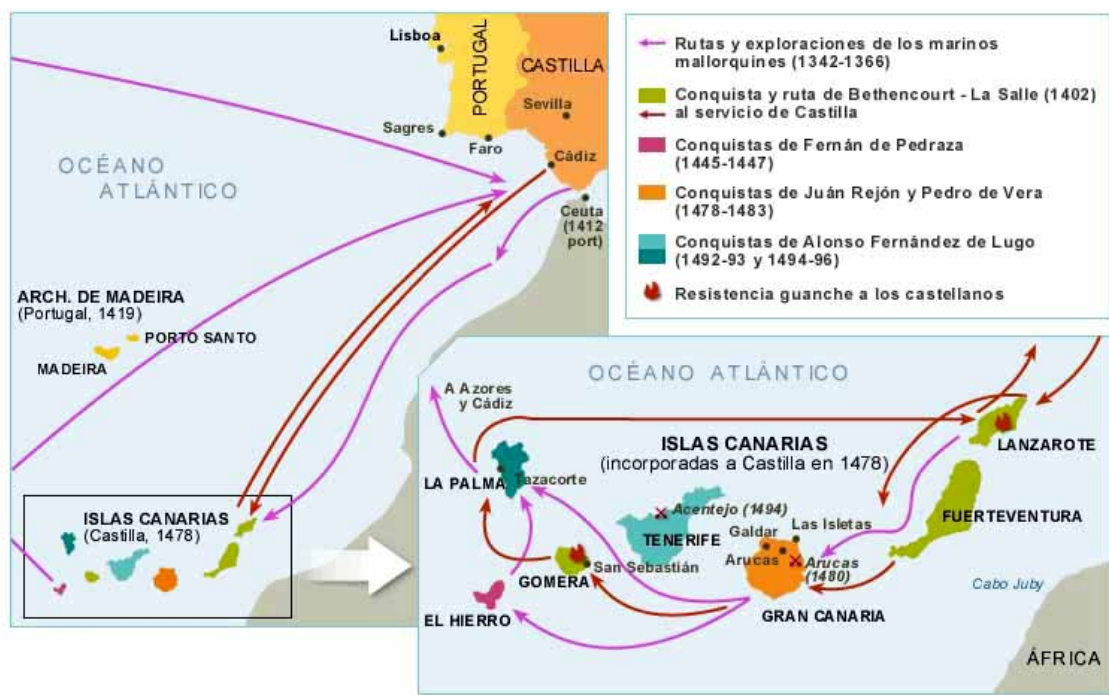 Lisboa
PORTUGAL
CASTILLA
Sevilla
Sagres
Faro
Cádiz
OCÉANO
ATLÁNTICO
Ceuta
(1412
port)
ARCH. DE MADEIRA
(Portugal, 1419)
PORTO SANTO
MADEIRA
ISLAS CANARIAS
(Castilla, 1478)
Rutas y exploraciones de los marinos
mallorquines (1342-1366)
Conquista y ruta de Bethencourt - La Salle (1402)
al servicio de Castilla
Conquistas de Fernán de Pedraza
(1445-1447)
Conquistas de Juán Rejón y Pedro de Vera
(1478-1483)
Conquistas de Alonso Fernández de Lugo
(1492-93 y 1494-96)
Resistencia guanche a los castellanos
OCÉANO ATLÁNTICO
A Azores
y Cádiz
ISLAS CANARIAS
(incorporadas a Castilla en 1478)
LANZAROTE
LA PALMA
Tazacorte
Acentejo (1494)
TENERIFE
Las Isletas
Galdar
Arucas
Arucas
(1480)
FUERTEVENTURA
San Sebastián
GOMERA
EL HIERRO
GRAN CANARIA
Cabo Juby
ÁFRICA